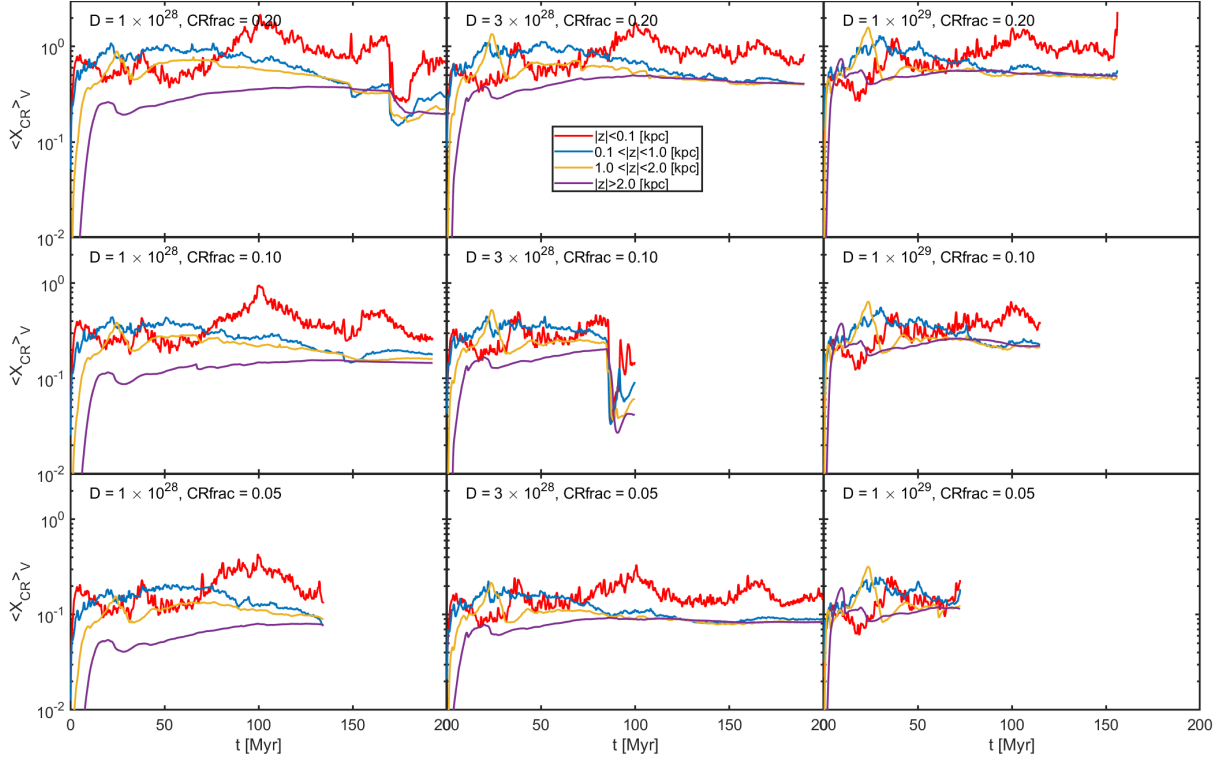 D = 1 × 10^28, CRfrac = 0.20
D = 3 × 10^28, CRfrac = 0.20
D = 1 × 10^29, CRfrac = 0.20
10^0
10^-1
10^-2
<X_CR>_V
|z|<0.1 [kpc]
0.1 <|z|<1.0 [kpc]
1.0 <|z|<2.0 [kpc]
|z|>2.0 [kpc]
D = 1 × 10^28, CRfrac = 0.10
D = 3 × 10^28, CRfrac = 0.10
D = 1 × 10^29, CRfrac = 0.10
10^0
10^-1
10^-2
<X_CR>_V
D = 1 × 10^28, CRfrac = 0.05
D = 3 × 10^28, CRfrac = 0.05
D = 1 × 10^29, CRfrac = 0.05
10^0
10^-1
10^-2
<X_CR>_V
0 50 100 150 200 50 100 150 200 50 100 150 200
t [Myr] t [Myr] t [Myr]